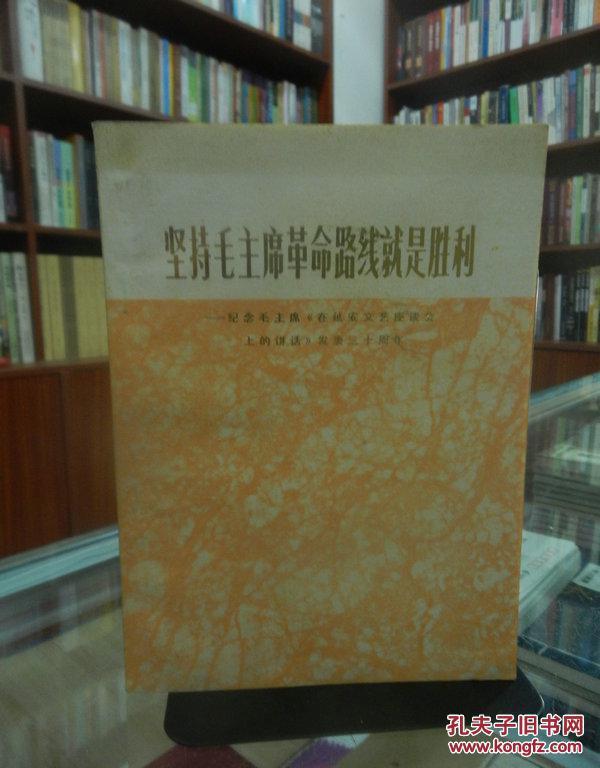 坚持毛主席革命路线就是胜利
——纪念毛主席《在延安文艺座谈会
上的讲话》发表三十周年
孔夫子旧书网
www.kongfz.com